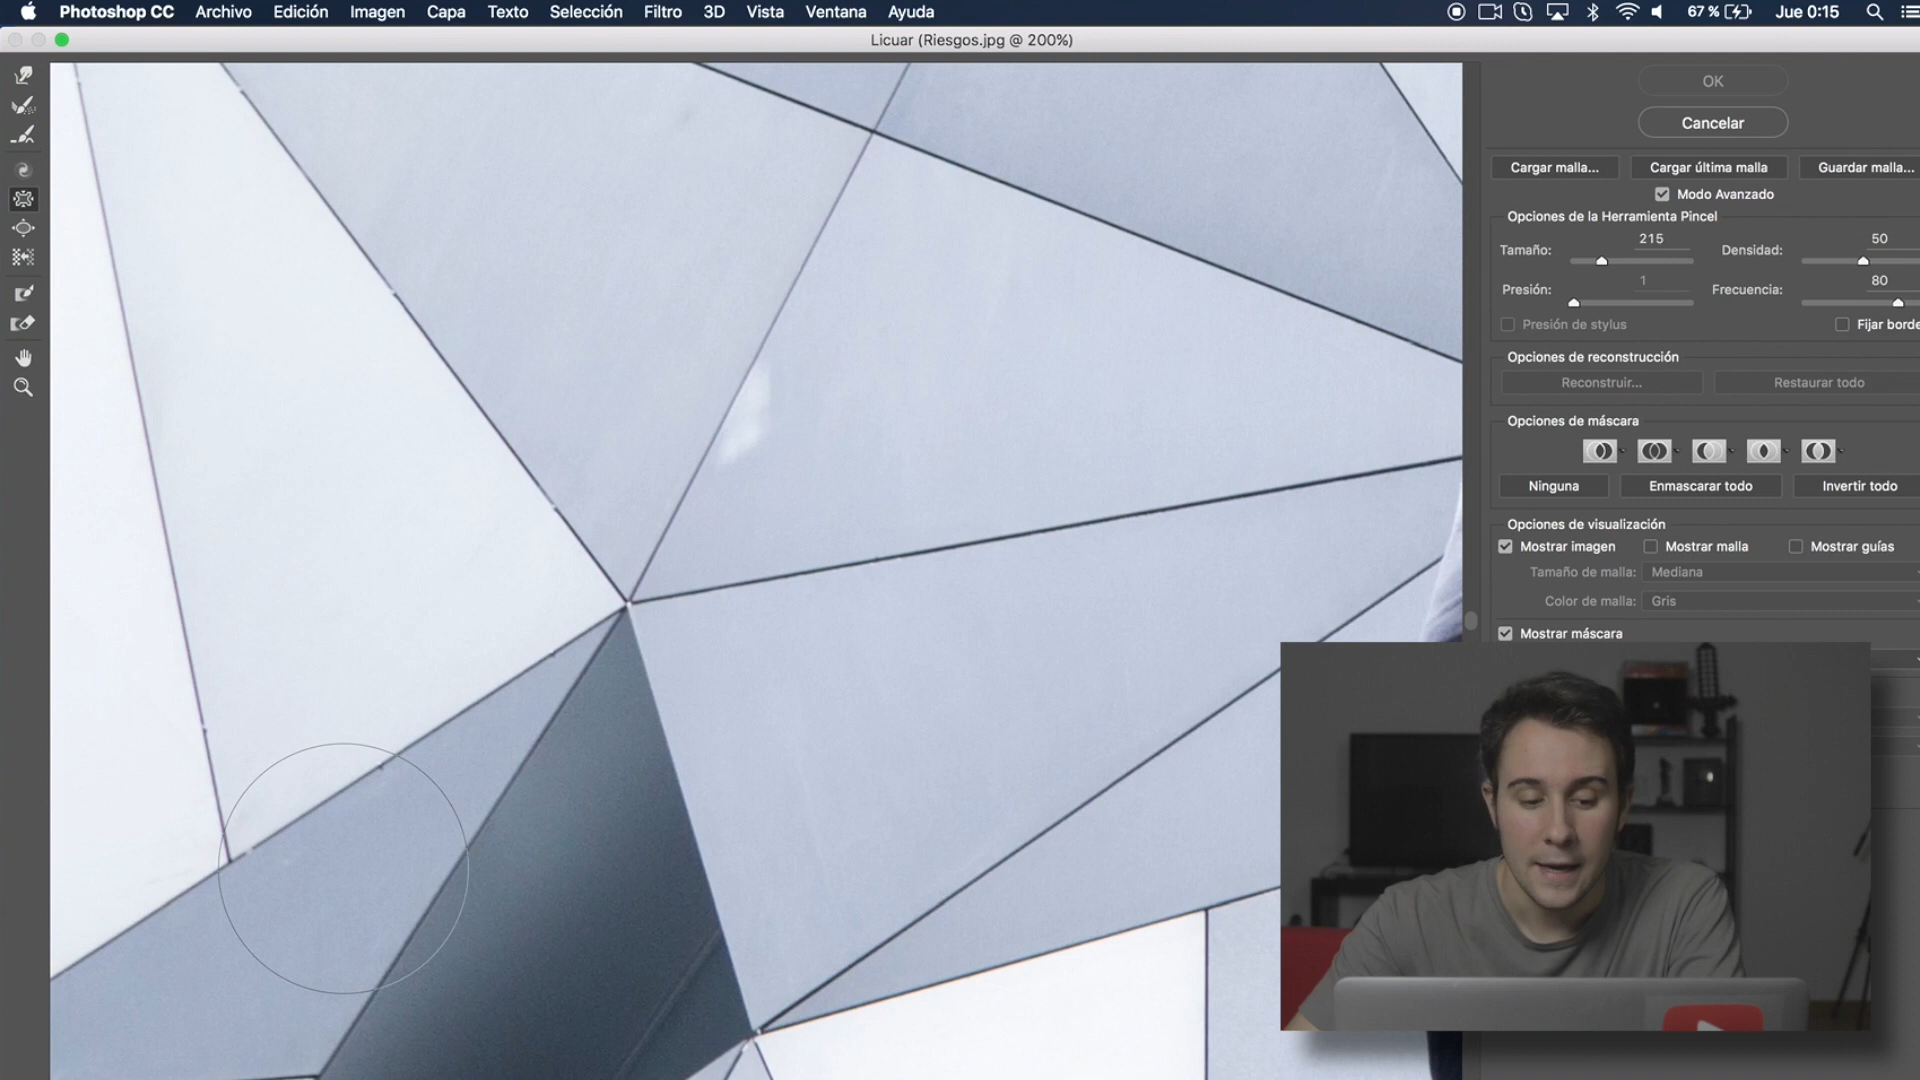 Photoshop CC Archivo Edición Imagen Capa Texto Selección Filtro 3D Vista Ventana Ayuda 67 % Jue 0:15
Licuar (Riesgos.jpg @ 200%)
OK
Cancelar
Cargar malla... Cargar última malla Guardar malla...
Modo Avanzado
Opciones de la Herramienta Pincel
Tamaño: 215 Densidad: 50
Presión: 1 Frecuencia: 80
Presión de stylus Fijar borde
Opciones de reconstrucción
Reconstruir... Restaurar todo
Opciones de máscara
Ninguna Enmascarar todo Invertir todo
Opciones de visualización
Mostrar imagen Mostrar malla Mostrar guías
Tamaño de malla: Mediana
Color de malla: Gris
Mostrar máscara